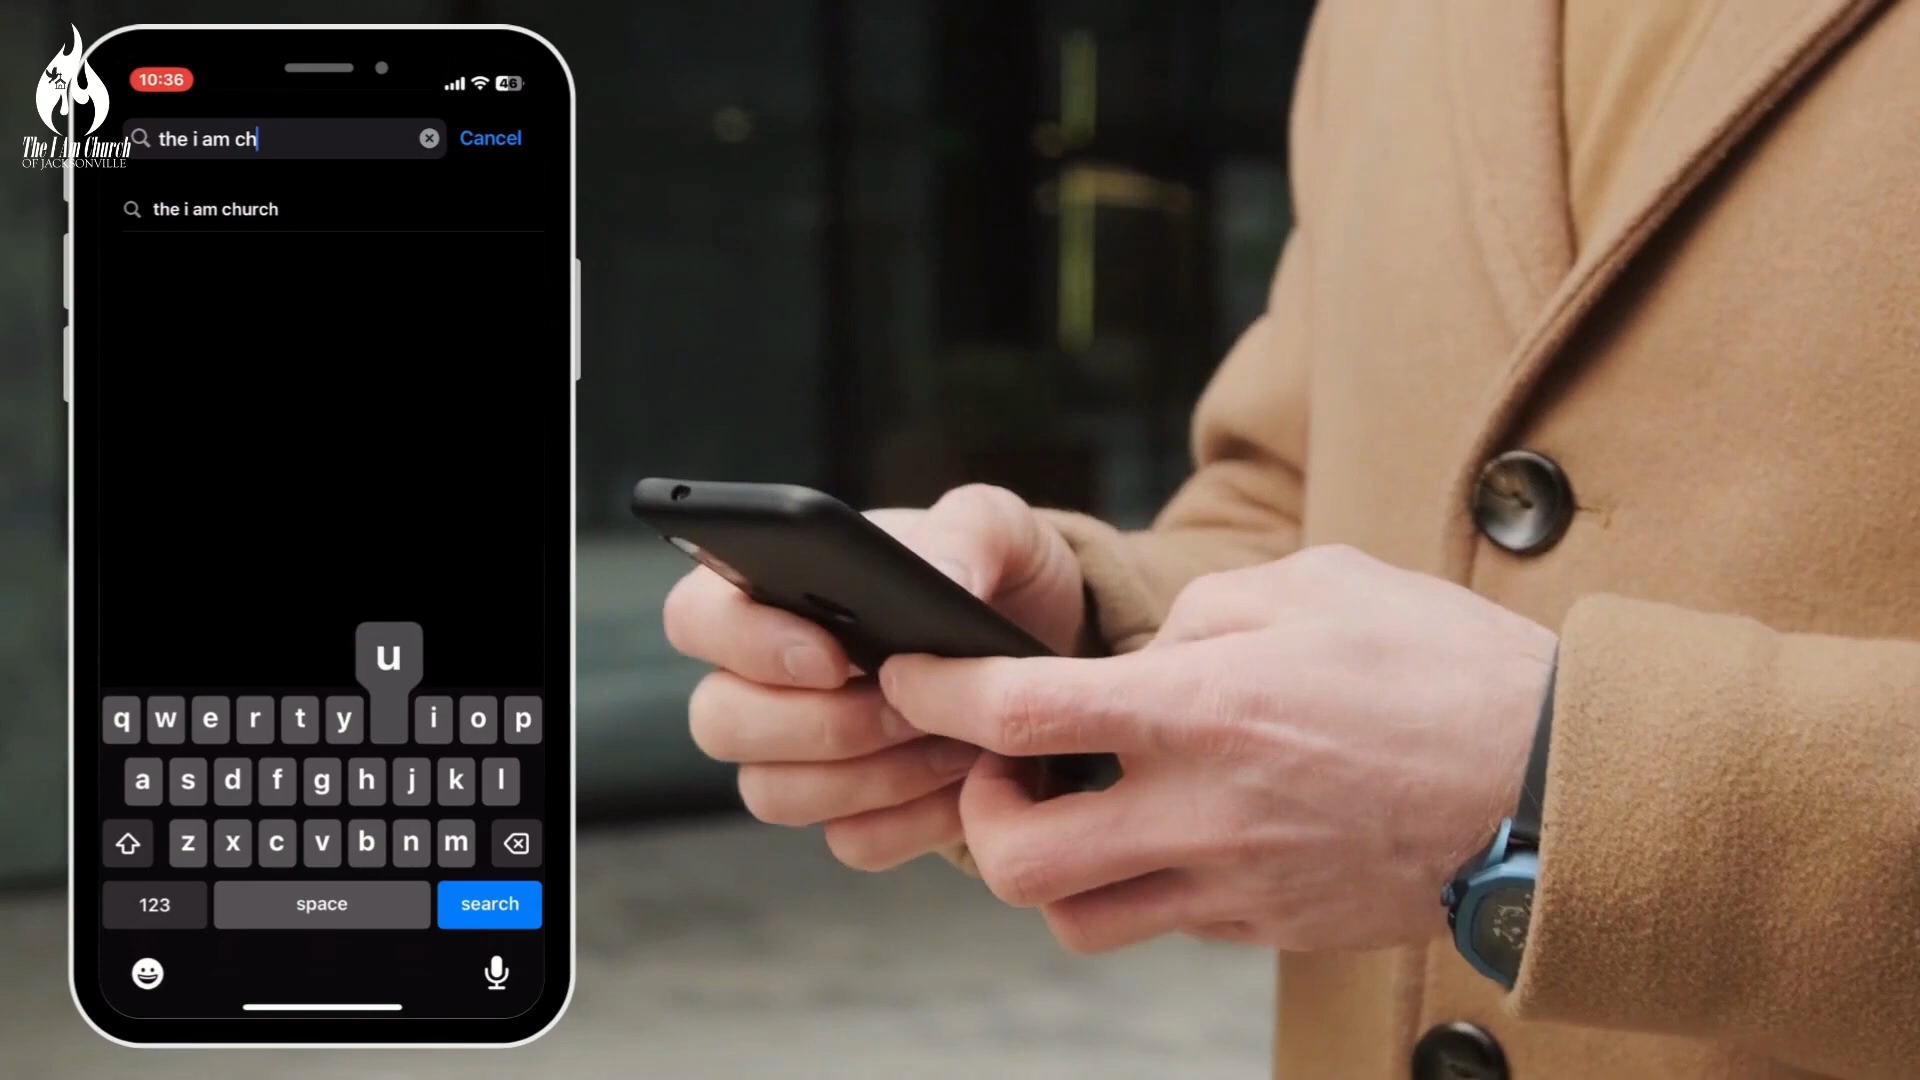 The I Am Church
OF JACKSONVILLE
10:36
46
the i am ch
Cancel
the i am church
u
q w e r t y i o p
a s d f g h j k l
z x c v b n m
123 space search